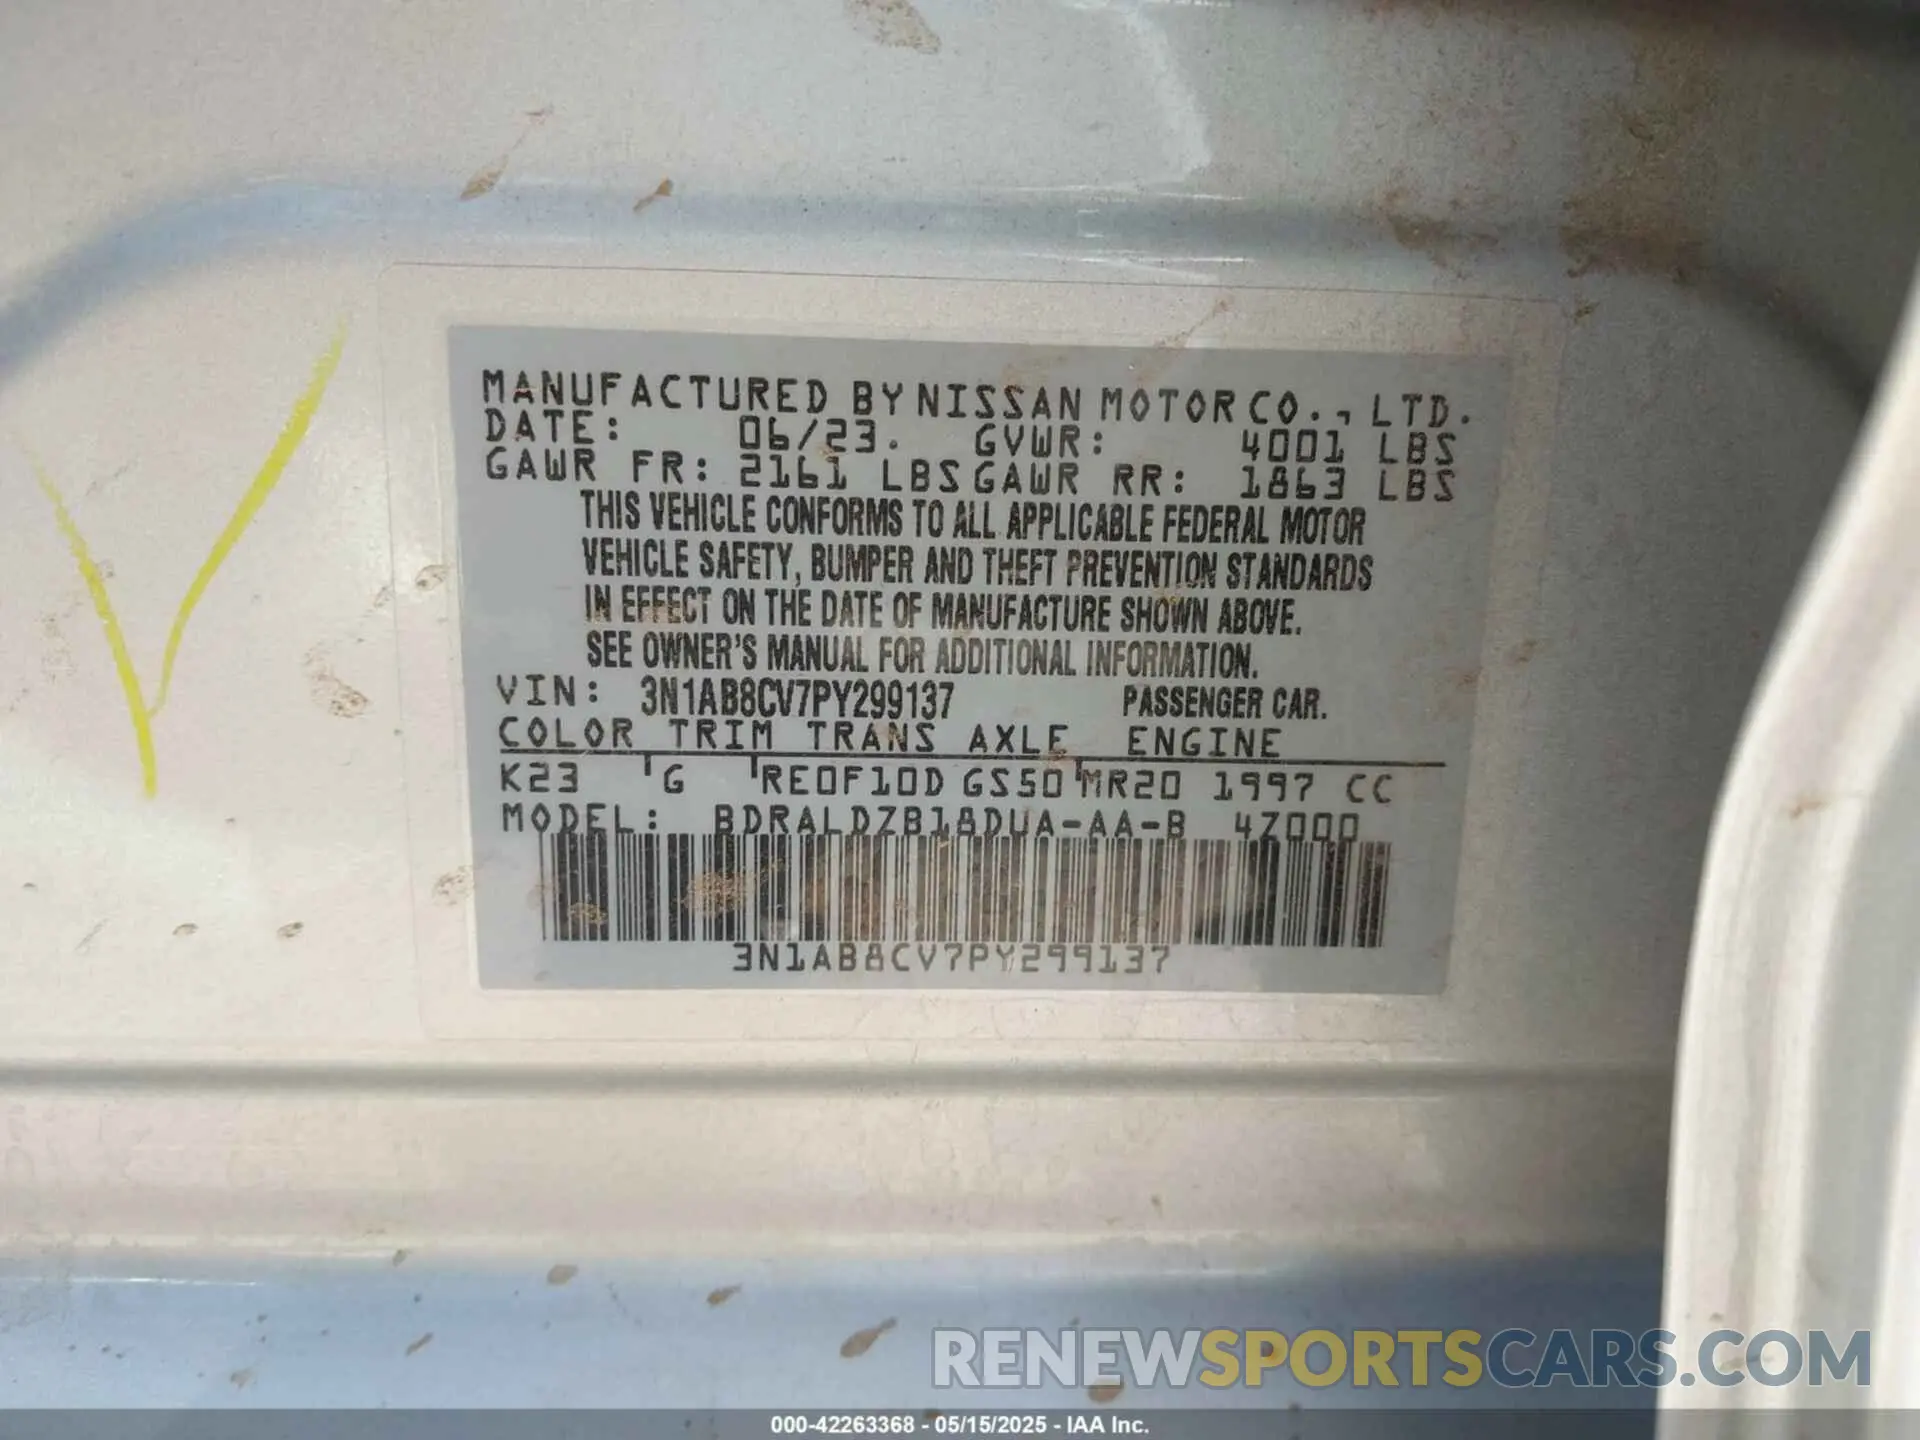 MANUFACTURED BY NISSAN MOTOR CO., LTD.
DATE: 06/23. GVWR: 4001 LBS
GAWR FR: 2161 LBS GAWR RR: 1863 LBS
THIS VEHICLE CONFORMS TO ALL APPLICABLE FEDERAL MOTOR
VEHICLE SAFETY, BUMPER AND THEFT PREVENTION STANDARDS
IN EFFECT ON THE DATE OF MANUFACTURE SHOWN ABOVE.
SEE OWNER'S MANUAL FOR ADDITIONAL INFORMATION.
VIN: 3N1AB8CV7PY299137 PASSENGER CAR.
COLOR TRIM TRANS AXLE ENGINE
K23 G RE0F10D GS50 MR20 1997 CC
MODEL: BDRALDZB18DUA-AA-B 4Z000
3N1AB8CV7PY299137
RENEWSPORTSCARS.COM
000-42263368 - 05/15/2025 - IAA Inc.